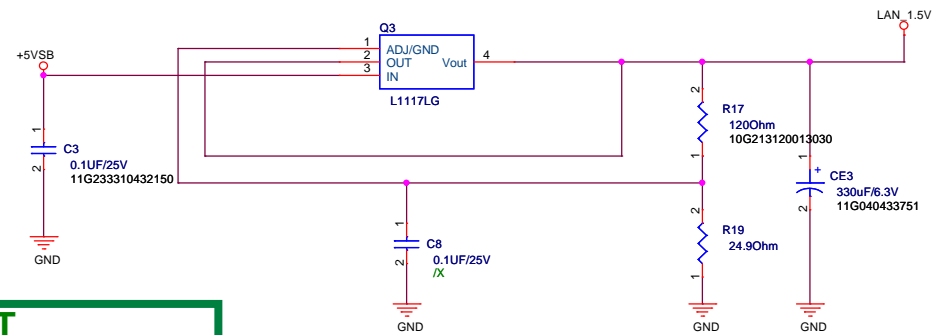 LAN_1.5V
Q3
+5VSB
1 ADJ/GND
2 OUT Vout 4
3 IN
L1117LG
2
R17
120Ohm
10G213120013030
1
1
C3
0.1UF/25V
11G233310432150
2
1
+
CE3
330uF/6.3V
11G040433751
2
2
R19
24.9Ohm
1
1
C8
0.1UF/25V
/X
2
GND
GND
GND
GND
T